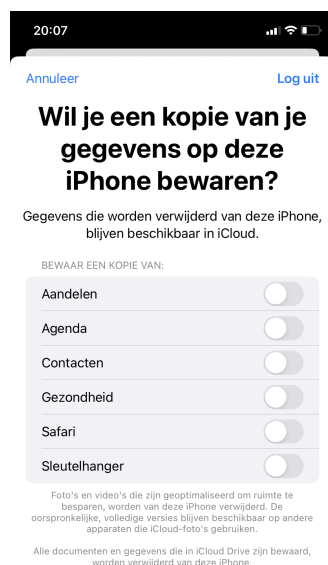 20:07
Annuleer
Log uit
Wil je een kopie van je
gegevens op deze
iPhone bewaren?
Gegevens die worden verwijderd van deze iPhone,
blijven beschikbaar in iCloud.
BEWAAR EEN KOPIE VAN:
Aandelen
Agenda
Contacten
Gezondheid
Safari
Sleutelhanger
Foto's en video's die zijn geoptimaliseerd om ruimte te
besparen, worden van deze iPhone verwijderd. De
oorspronkelijke, volledige versies blijven beschikbaar op andere
apparaten die iCloud-foto's gebruiken.
Alle documenten en gegevens die in iCloud Drive zijn bewaard,
worden verwijderd van deze iPhone.